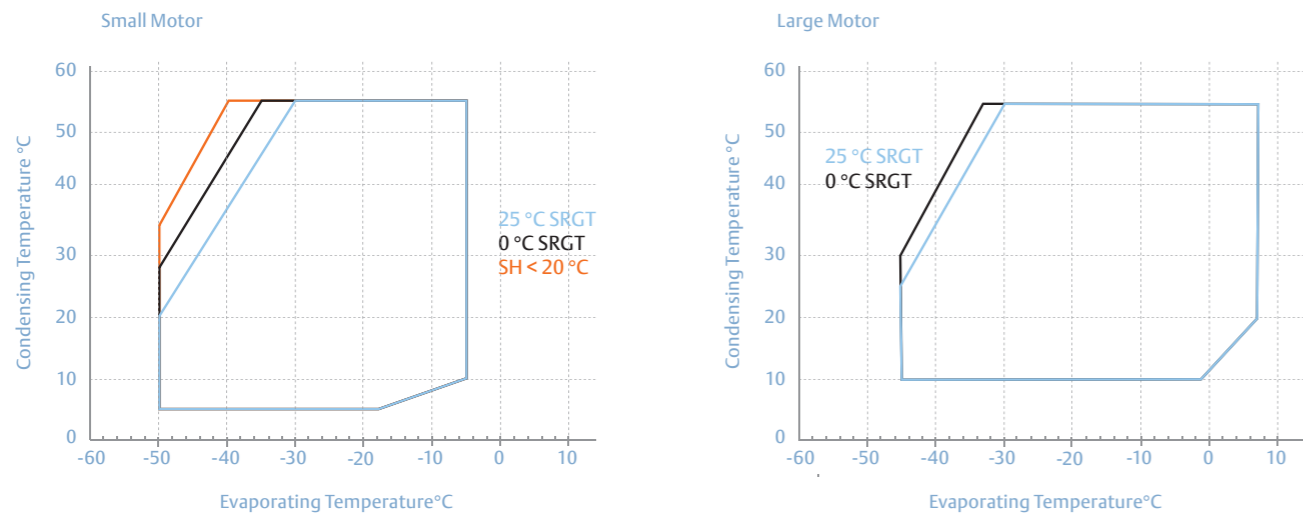 Small Motor
60
50
40
30
20
10
0
-60 -50 -40 -30 -20 -10 0 10
Condensing Temperature °C
Evaporating Temperature°C
25 °C SRGT
0 °C SRGT
SH < 20 °C
Large Motor
60
50
40
30
20
10
0
-60 -50 -40 -30 -20 -10 0 10
Condensing Temperature °C
Evaporating Temperature°C
25 °C SRGT
0 °C SRGT